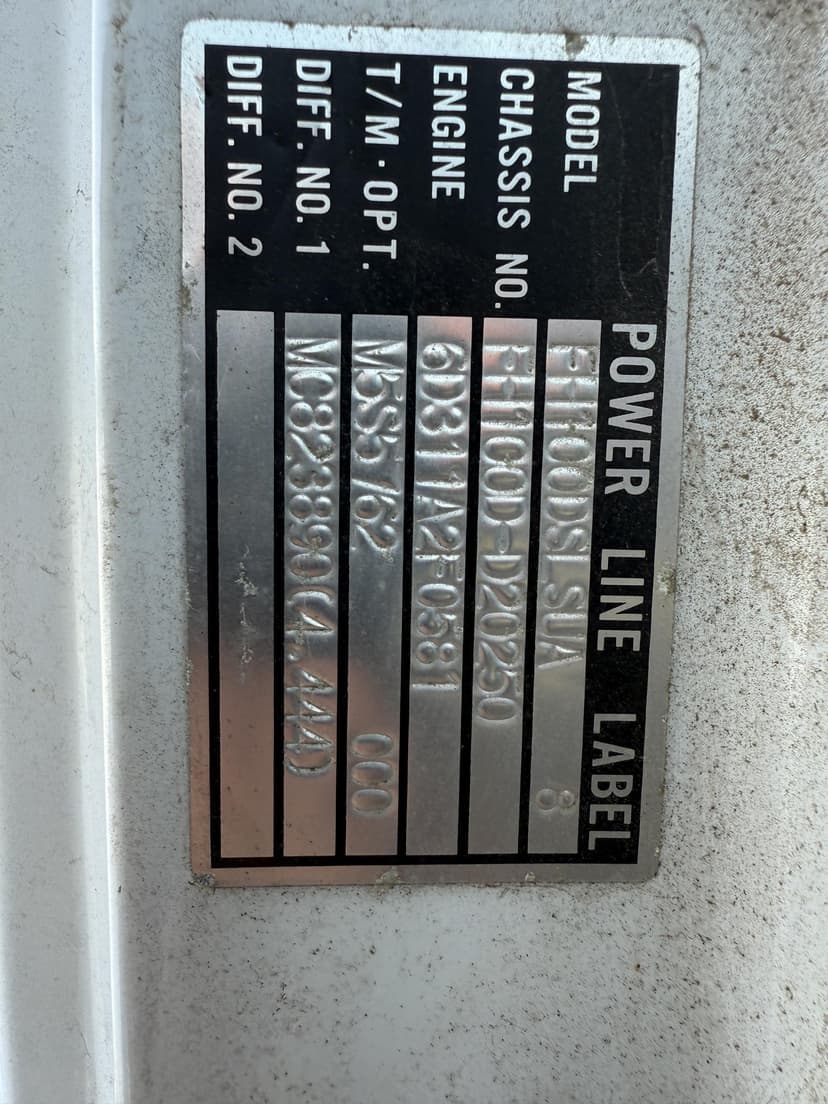 POWER LINE LABEL
MODEL FH100DSLSUA 8
CHASSIS NO. FH100D-D20250
ENGINE 6D311A2F0581
T/M·OPT. M5S5/62 000
DIFF. NO. 1 MC823890(4.444)
DIFF. NO. 2